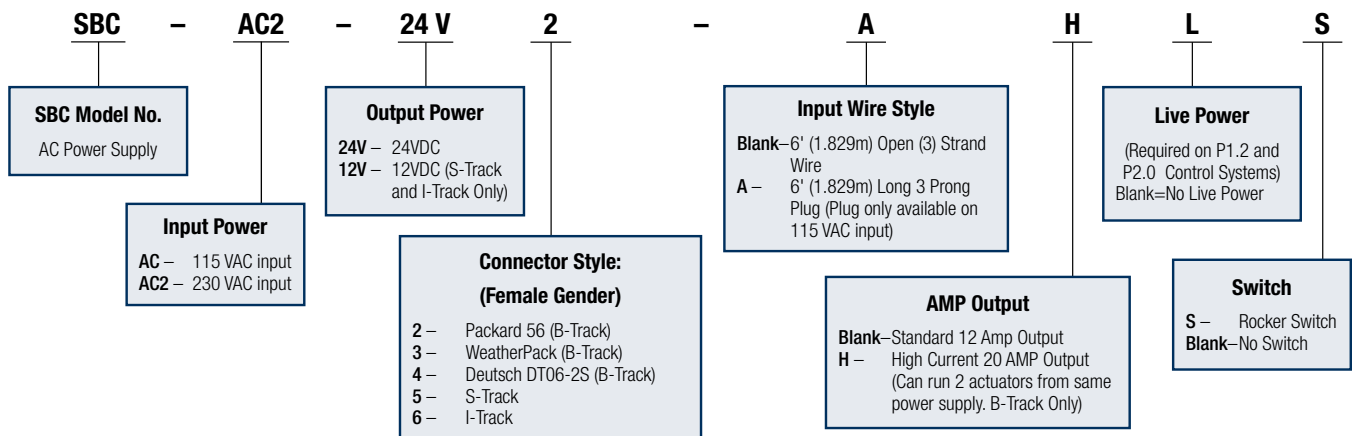 SBC – AC2 – 24 V 2 – A H L S
SBC Model No.
AC Power Supply
Input Power
AC – 115 VAC input
AC2 – 230 VAC input
Output Power
24V – 24VDC
12V – 12VDC (S-Track
and I-Track Only)
Connector Style:
(Female Gender)
2 – Packard 56 (B-Track)
3 – WeatherPack (B-Track)
4 – Deutsch DT06-2S (B-Track)
5 – S-Track
6 – I-Track
Input Wire Style
Blank–6' (1.829m) Open (3) Strand
Wire
A – 6' (1.829m) Long 3 Prong
Plug (Plug only available on
115 VAC input)
AMP Output
Blank–Standard 12 Amp Output
H – High Current 20 AMP Output
(Can run 2 actuators from same
power supply. B-Track Only)
Live Power
(Required on P1.2 and
P2.0 Control Systems)
Blank=No Live Power
Switch
S – Rocker Switch
Blank–No Switch